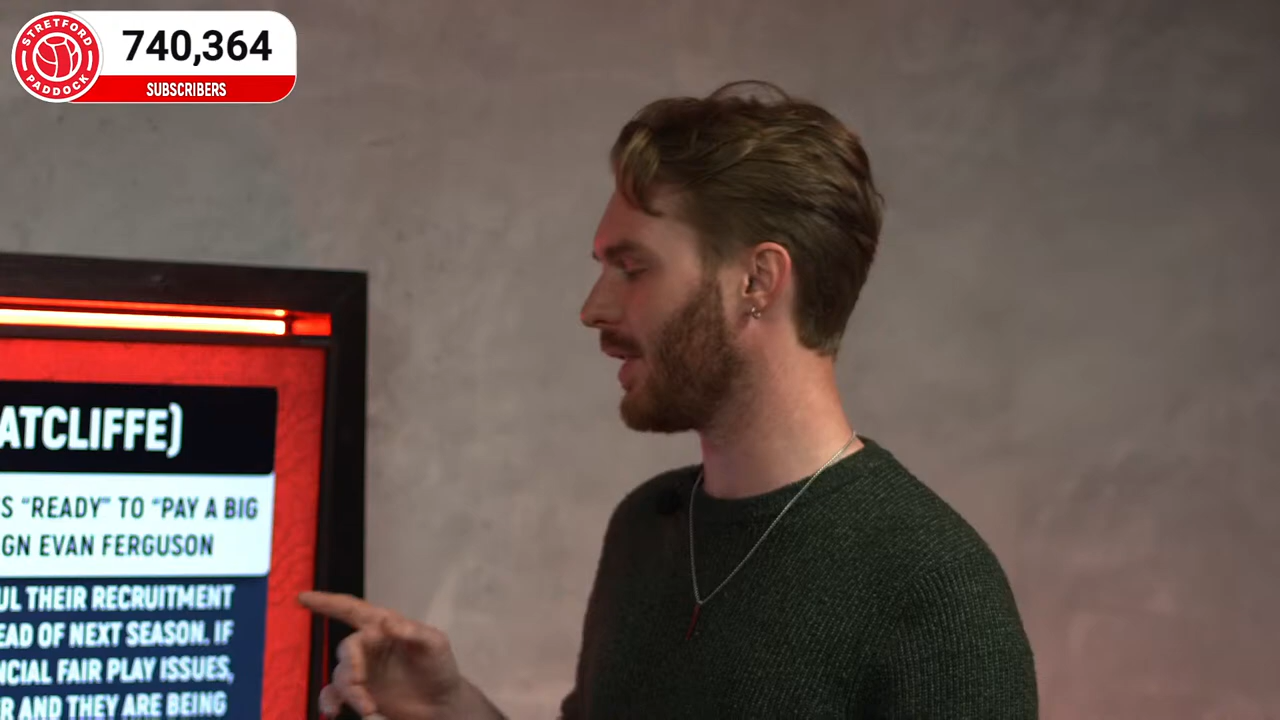 STRETFORD
PADDOCK
740,364
SUBSCRIBERS
ATCLIFFE)
S “READY” TO “PAY A BIG
GN EVAN FERGUSON
UL THEIR RECRUITMENT
EAD OF NEXT SEASON. IF
NCIAL FAIR PLAY ISSUES,
R AND THEY ARE BEING